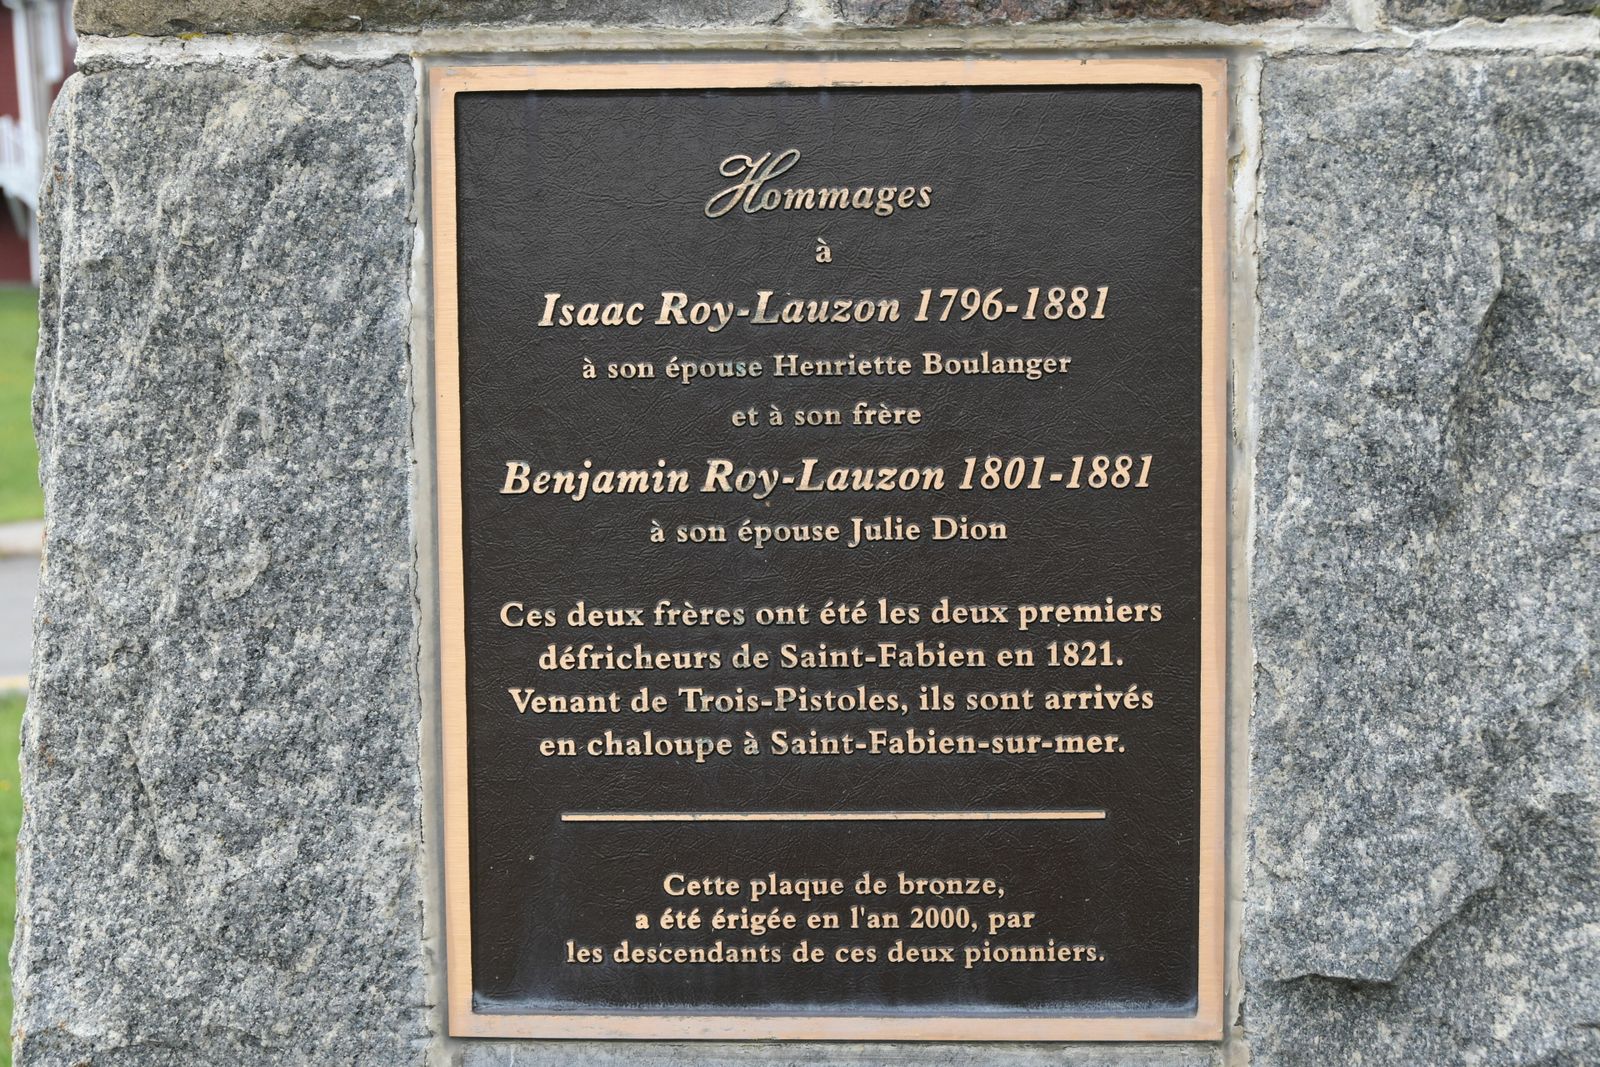 Hommages
à
Isaac Roy-Lauzon 1796-1881
à son épouse Henriette Boulanger
et à son frère
Benjamin Roy-Lauzon 1801-1881
à son épouse Julie Dion
Ces deux frères ont été les deux premiers
défricheurs de Saint-Fabien en 1821.
Venant de Trois-Pistoles, ils sont arrivés
en chaloupe à Saint-Fabien-sur-mer.
Cette plaque de bronze,
a été érigée en l'an 2000, par
les descendants de ces deux pionniers.